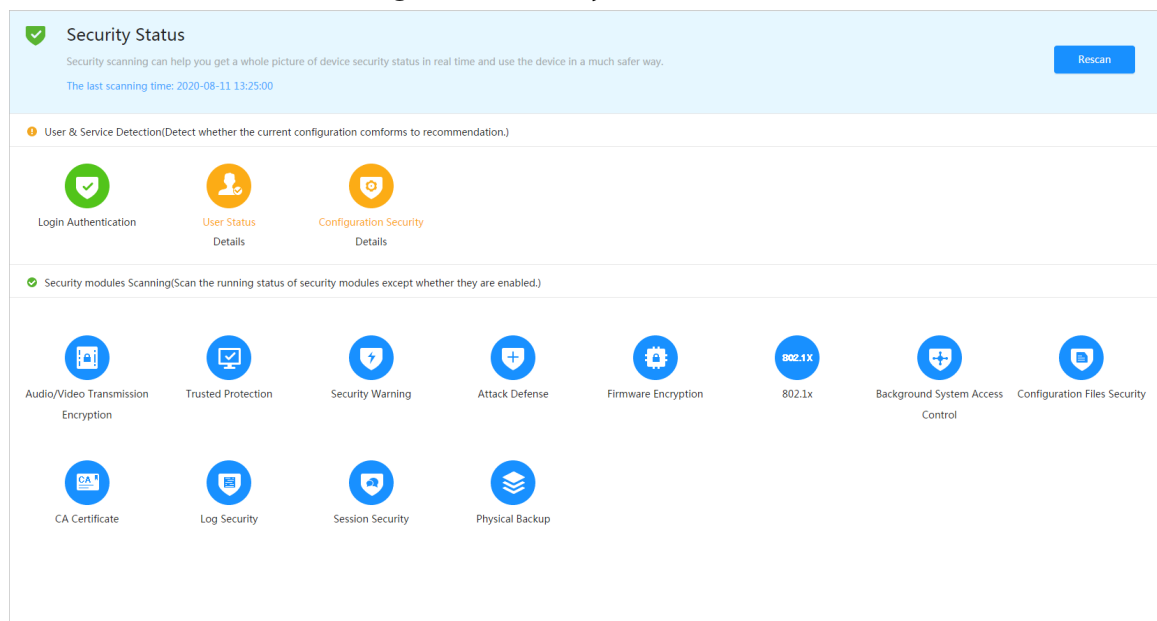 Security Status
Security scanning can help you get a whole picture of device security status in real time and use the device in a much safer way.
Rescan
The last scanning time: 2020-08-11 13:25:00
User & Service Detection(Detect whether the current configuration comforms to recommendation.)
Login Authentication
User Status
Configuration Security
Details
Details
Security modules Scanning(Scan the running status of security modules except whether they are enabled.)
802.1X
Audio/Video Transmission
Encryption
Trusted Protection
Security Warning
Attack Defense
Firmware Encryption
802.1x
Background System Access
Control
Configuration Files Security
CA
CA Certificate
Log Security
Session Security
Physical Backup